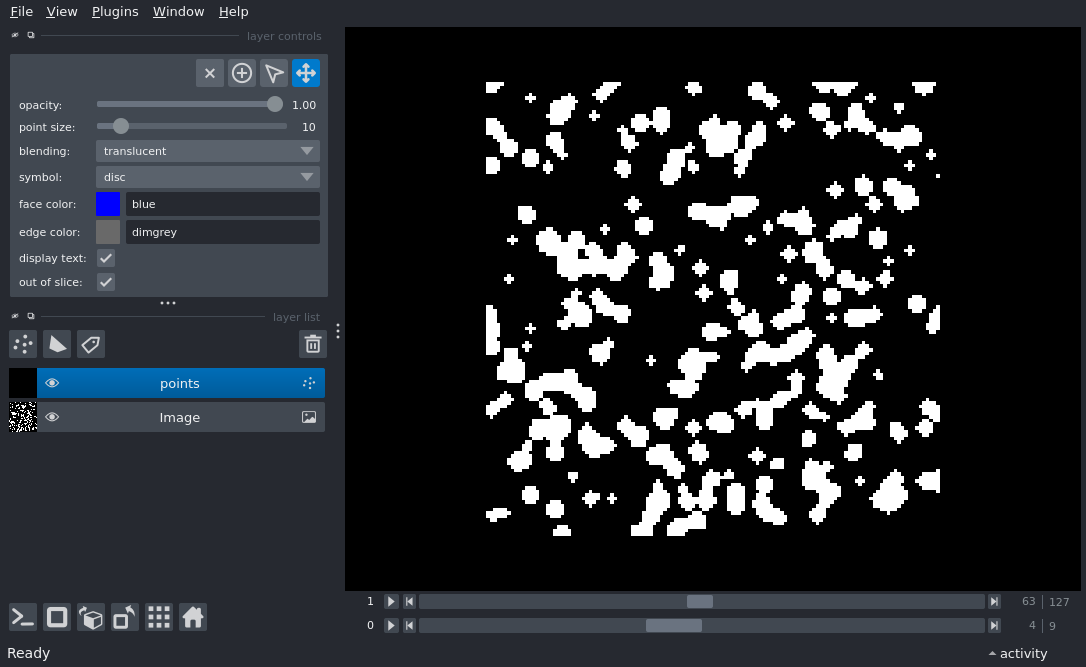 File View Plugins Window Help
layer controls
opacity: 1.00
point size: 10
blending: translucent
symbol: disc
face color: blue
edge color: dimgrey
display text:
out of slice:
layer list
points
Image
1 63 | 127
0 4 | 9
Ready activity